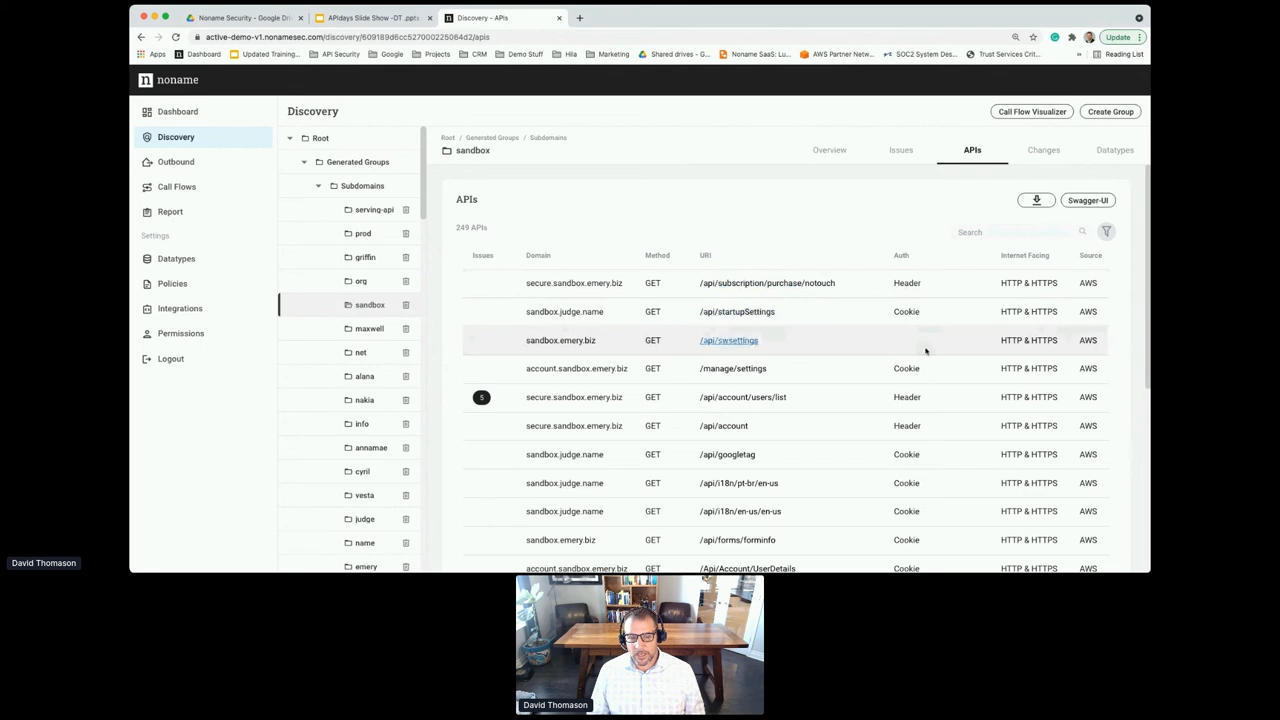 Noname Security - Google Dri
APIdays Slide Show -DT .pptx
Discovery - APIs
active-demo-v1.nonamesec.com/discovery/609189d6cc527000225064d2/apis
Update
Apps Dashboard Updated Training... API Security Google Projects Demo Stuff Hila Marketing Shared drives - G... Noname SaaS: Lu... AWS Partner Netw... SOC2 System Des... Trust Services Crit... » Reading List
n noname
Dashboard
Discovery
Outbound
Call Flows
Report
Settings
Datatypes
Policies
Integrations
Permissions
Logout
Discovery
Call Flow Visualizer
Create Group
Root
Generated Groups
Subdomains
serving-api
prod
griffin
org
sandbox
maxwell
net
alana
nakia
info
annamae
cyril
vesta
judge
name
emery
Root / Generated Groups / Subdomains
sandbox
Overview Issues APIs Changes Datatypes
APIs
Swagger-UI
249 APIs
Search
Issues Domain Method URI Auth Internet Facing Source
secure.sandbox.emery.biz GET /api/subscription/purchase/notouch Header HTTP & HTTPS AWS
sandbox.judge.name GET /api/startupSettings Cookie HTTP & HTTPS AWS
sandbox.emery.biz GET /api/swsettings HTTP & HTTPS AWS
account.sandbox.emery.biz GET /manage/settings Cookie HTTP & HTTPS AWS
5 secure.sandbox.emery.biz GET /api/account/users/list Header HTTP & HTTPS AWS
secure.sandbox.emery.biz GET /api/account Header HTTP & HTTPS AWS
sandbox.judge.name GET /api/googletag Cookie HTTP & HTTPS AWS
sandbox.judge.name GET /api/i18n/pt-br/en-us Cookie HTTP & HTTPS AWS
sandbox.judge.name GET /api/i18n/en-us/en-us Cookie HTTP & HTTPS AWS
sandbox.emery.biz GET /api/forms/forminfo Cookie HTTP & HTTPS AWS
account.sandbox.emery.biz GET /Api/Account/UserDetails Cookie HTTP & HTTPS AWS
David Thomason
David Thomason